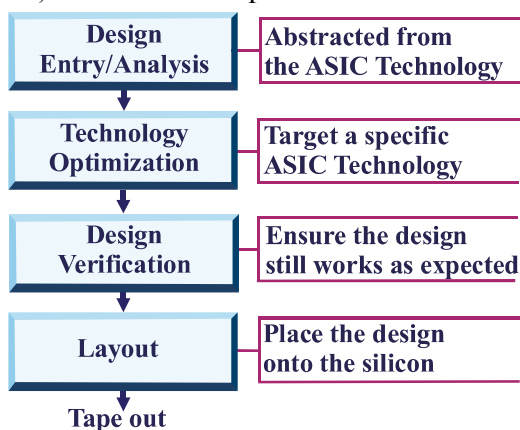 Design
Entry/Analysis
Abstracted from
the ASIC Technology
Technology
Optimization
Target a specific
ASIC Technology
Design
Verification
Ensure the design
still works as expected
Layout
Place the design
onto the silicon
Tape out